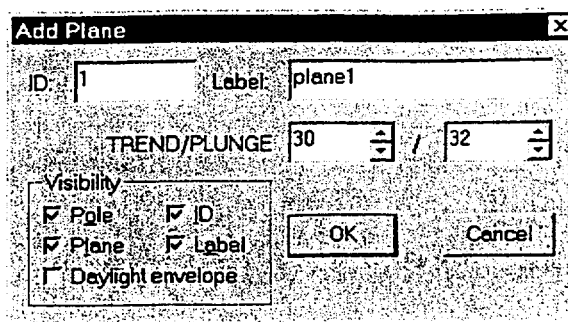 Add Plane
ID: 1 Label: plane1
TREND/PLUNGE 30 / 32
Visibility
Pole ID
Plane Label
Daylight envelope
OK Cancel